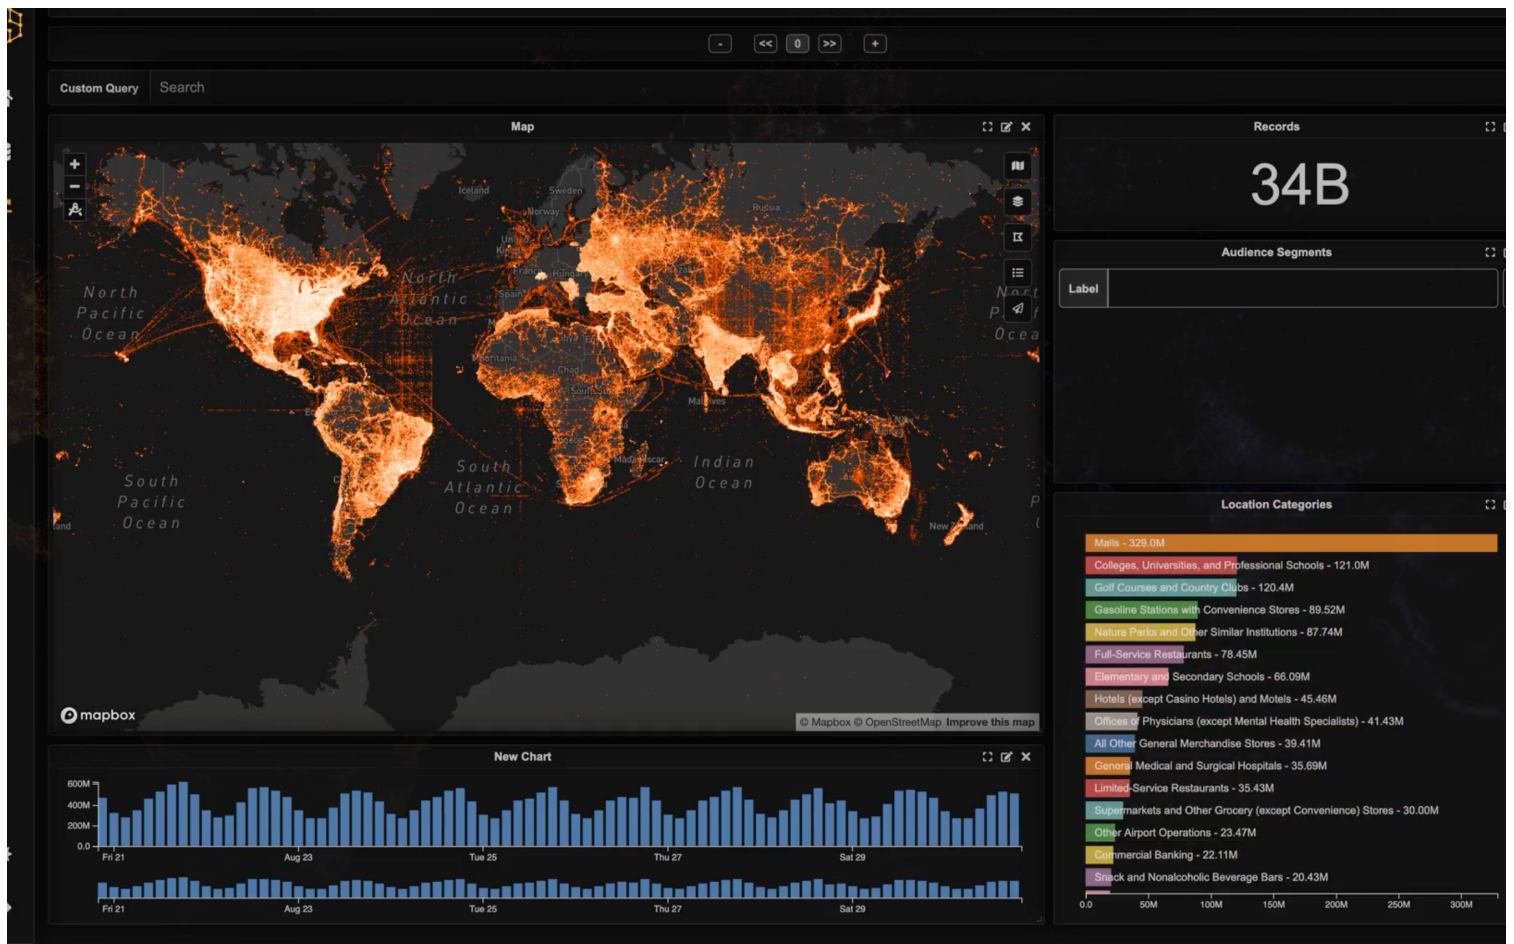 - << 0 >> +
Custom Query Search
Map
+
−
Iceland
Sweden
Norway
Russia
France
Hungar
Spain
North
Pacific
Ocean
North
Atlantic
Ocean
Mauritania
Chad
Maldives
Madagascar
South
Pacific
Ocean
South
Atlantic
Ocean
Indian
Ocean
New Zealand
mapbox
© Mapbox © OpenStreetMap Improve this map
New Chart
600M
400M
200M
0.0
Fri 21 Aug 23 Tue 25 Thu 27 Sat 29
Fri 21 Aug 23 Tue 25 Thu 27 Sat 29
Records
34B
Audience Segments
Label
Location Categories
Malls - 329.0M
Colleges, Universities, and Professional Schools - 121.0M
Golf Courses and Country Clubs - 120.4M
Gasoline Stations with Convenience Stores - 89.52M
Nature Parks and Other Similar Institutions - 87.74M
Full-Service Restaurants - 78.45M
Elementary and Secondary Schools - 66.09M
Hotels (except Casino Hotels) and Motels - 45.46M
Offices of Physicians (except Mental Health Specialists) - 41.43M
All Other General Merchandise Stores - 39.41M
General Medical and Surgical Hospitals - 35.69M
Limited-Service Restaurants - 35.43M
Supermarkets and Other Grocery (except Convenience) Stores - 30.00M
Other Airport Operations - 23.47M
Commercial Banking - 22.11M
Snack and Nonalcoholic Beverage Bars - 20.43M
0.0 50M 100M 150M 200M 250M 300M